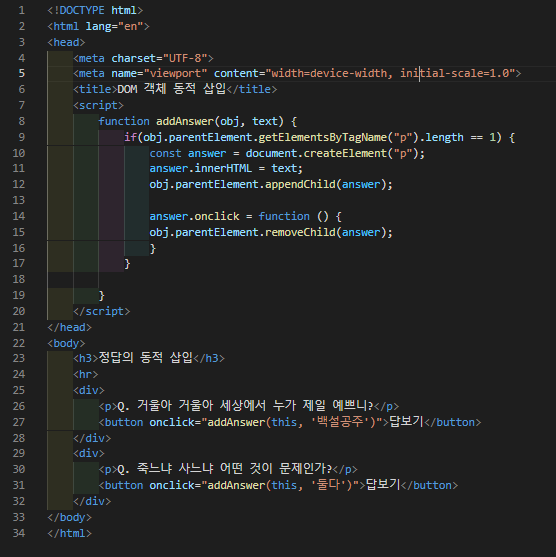 1 <!DOCTYPE html>
2 <html lang="en">
3 <head>
4 <meta charset="UTF-8">
5 <meta name="viewport" content="width=device-width, initial-scale=1.0">
6 <title>DOM 객체 동적 삽입</title>
7 <script>
8 function addAnswer(obj, text) {
9 if(obj.parentElement.getElementsByTagName("p").length == 1) {
10 const answer = document.createElement("p");
11 answer.innerHTML = text;
12 obj.parentElement.appendChild(answer);
13
14 answer.onclick = function () {
15 obj.parentElement.removeChild(answer);
16 }
17 }
18
19 }
20 </script>
21 </head>
22 <body>
23 <h3>정답의 동적 삽입</h3>
24 <hr>
25 <div>
26 <p>Q. 거울아 거울아 세상에서 누가 제일 예쁘니?</p>
27 <button onclick="addAnswer(this, '백설공주')">답보기</button>
28 </div>
29 <div>
30 <p>Q. 죽느냐 사느냐 어떤 것이 문제인가?</p>
31 <button onclick="addAnswer(this, '둘다')">답보기</button>
32 </div>
33 </body>
34 </html>